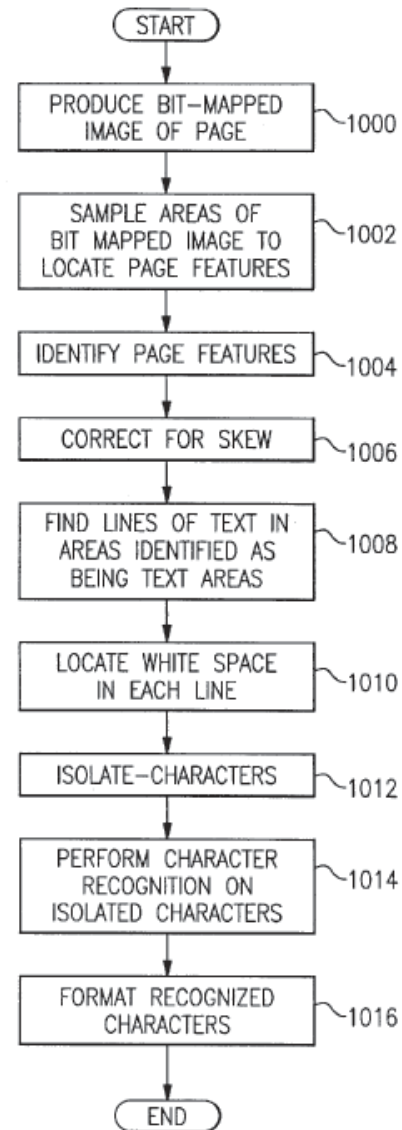 START
PRODUCE BIT-MAPPED
IMAGE OF PAGE
1000
SAMPLE AREAS OF
BIT MAPPED IMAGE TO
LOCATE PAGE FEATURES
1002
IDENTIFY PAGE FEATURES
1004
CORRECT FOR SKEW
1006
FIND LINES OF TEXT IN
AREAS IDENTIFIED AS
BEING TEXT AREAS
1008
LOCATE WHITE SPACE
IN EACH LINE
1010
ISOLATE-CHARACTERS
1012
PERFORM CHARACTER
RECOGNITION ON
ISOLATED CHARACTERS
1014
FORMAT RECOGNIZED
CHARACTERS
1016
END